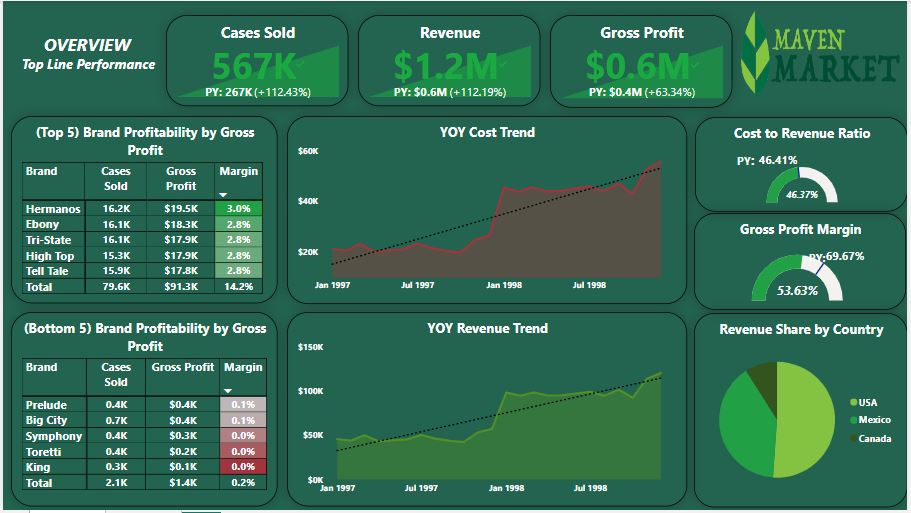 OVERVIEW
Top Line Performance
Cases Sold
567K
PY: 267K (+112.43%)
Revenue
$1.2M
PY: $0.6M (+112.19%)
Gross Profit
$0.6M
PY: $0.4M (+63.34%)
MAVEN
MARKET
(Top 5) Brand Profitability by Gross
Profit
Brand Cases Gross Margin
Sold Profit
Hermanos 16.2K $19.5K 3.0%
Ebony 16.1K $18.3K 2.8%
Tri-State 16.1K $17.9K 2.8%
High Top 15.3K $17.9K 2.8%
Tell Tale 15.9K $17.8K 2.8%
Total 79.6K $91.3K 14.2%
YOY Cost Trend
$60K
$40K
$20K
Jan 1997 Jul 1997 Jan 1998 Jul 1998
Cost to Revenue Ratio
PY: 46.41%
46.37%
Gross Profit Margin
PY:69.67%
53.63%
(Bottom 5) Brand Profitability by Gross
Profit
Brand Cases Gross Profit Margin
Sold
Prelude 0.4K $0.4K 0.1%
Big City 0.7K $0.4K 0.1%
Symphony 0.4K $0.3K 0.0%
Toretti 0.4K $0.2K 0.0%
King 0.3K $0.1K 0.0%
Total 2.1K $1.4K 0.2%
YOY Revenue Trend
$150K
$100K
$50K
$0K
Jan 1997 Jul 1997 Jan 1998 Jul 1998
Revenue Share by Country
USA
Mexico
Canada